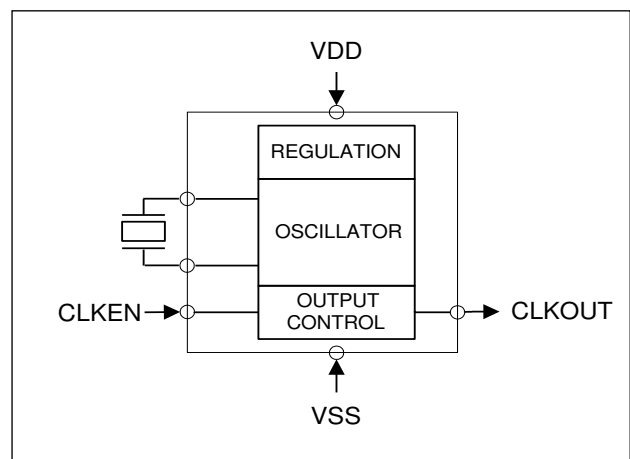 VDD
REGULATION
OSCILLATOR
OUTPUT
CONTROL
CLKEN
CLKOUT
VSS